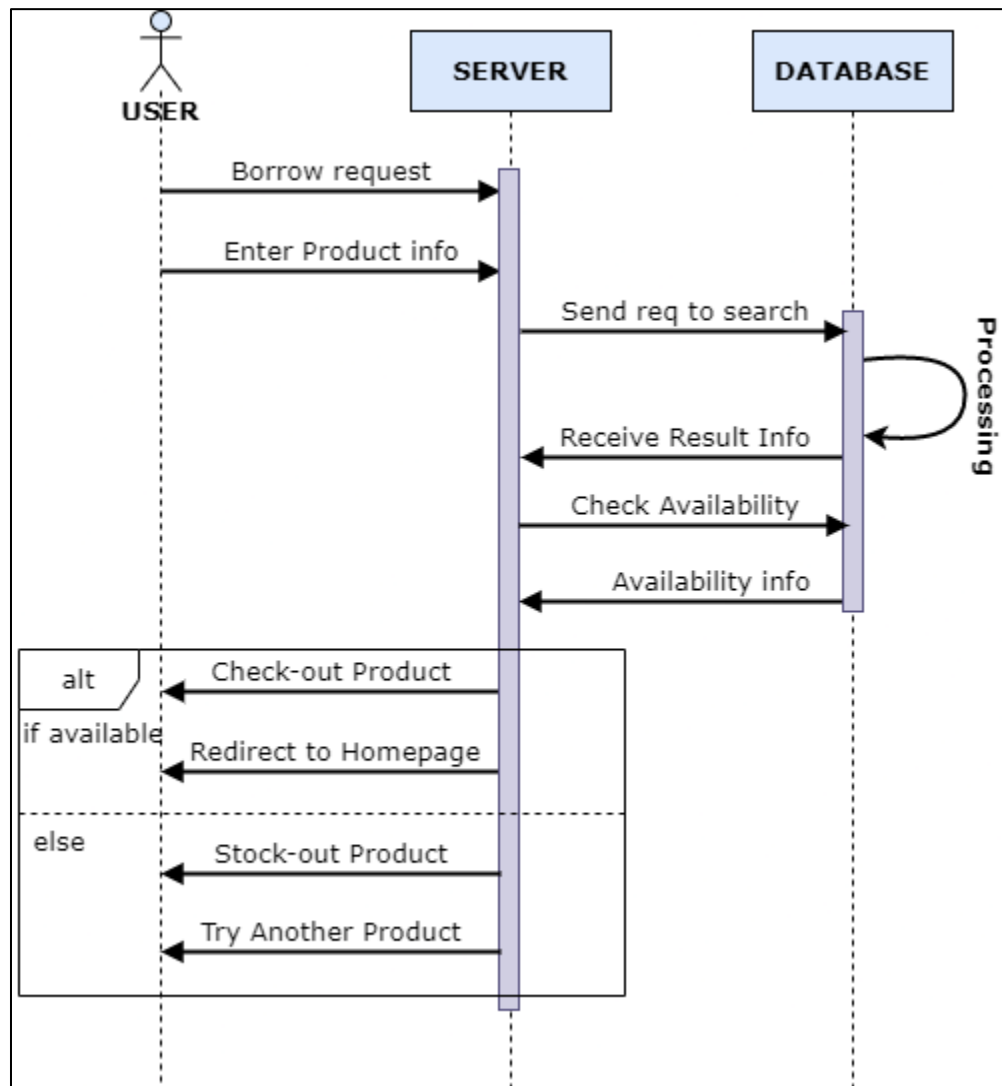 USER
SERVER
DATABASE
Borrow request
Enter Product info
Send req to search
Processing
Receive Result Info
Check Availability
Availability info
alt
Check-out Product
if available
Redirect to Homepage
else
Stock-out Product
Try Another Product